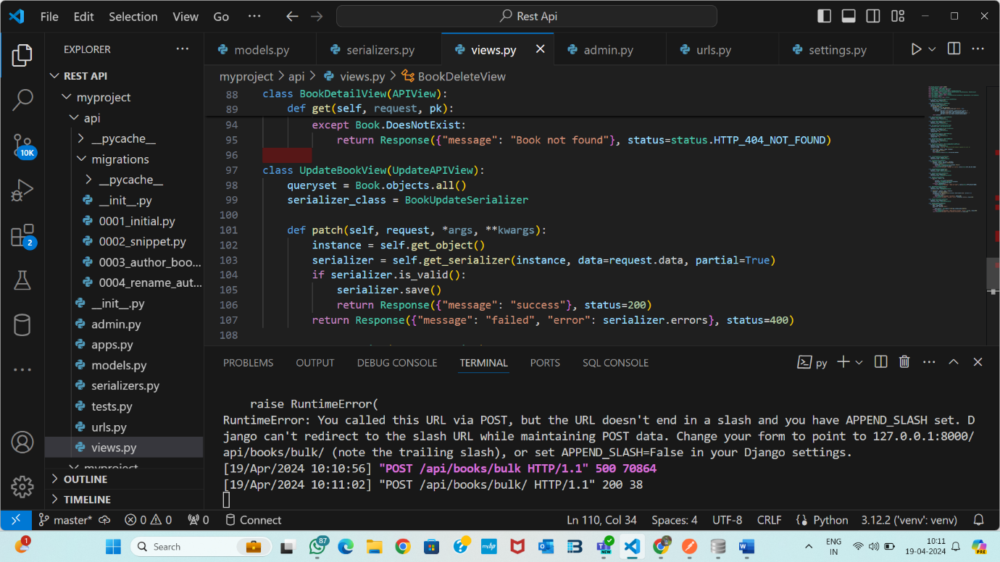 File Edit Selection View Go ··· Rest Api
EXPLORER ···
REST API
myproject
api
__pycache__
migrations
__pycache__
__init__.py
0001_initial.py
0002_snippet.py
0003_author_boo...
0004_rename_aut...
__init__.py
admin.py
apps.py
models.py
serializers.py
tests.py
urls.py
views.py
myproject
OUTLINE
TIMELINE
10K
2
models.py serializers.py views.py admin.py urls.py settings.py
myproject > api > views.py > BookDeleteView
88 class BookDetailView(APIView):
89 def get(self, request, pk):
94 except Book.DoesNotExist:
95 return Response({"message": "Book not found"}, status=status.HTTP_404_NOT_FOUND)
96
97 class UpdateBookView(UpdateAPIView):
98 queryset = Book.objects.all()
99 serializer_class = BookUpdateSerializer
100
101 def patch(self, request, *args, **kwargs):
102 instance = self.get_object()
103 serializer = self.get_serializer(instance, data=request.data, partial=True)
104 if serializer.is_valid():
105 serializer.save()
106 return Response({"message": "success"}, status=200)
107 return Response({"message": "failed", "error": serializer.errors}, status=400)
108
PROBLEMS OUTPUT DEBUG CONSOLE TERMINAL PORTS SQL CONSOLE py
raise RuntimeError(
RuntimeError: You called this URL via POST, but the URL doesn't end in a slash and you have APPEND_SLASH set. D
jango can't redirect to the slash URL while maintaining POST data. Change your form to point to 127.0.0.1:8000/
api/books/bulk/ (note the trailing slash), or set APPEND_SLASH=False in your Django settings.
[19/Apr/2024 10:10:56] "POST /api/books/bulk HTTP/1.1" 500 70864
[19/Apr/2024 10:11:02] "POST /api/books/bulk/ HTTP/1.1" 200 38
master* 0 0 0 Connect Ln 110, Col 34 Spaces: 4 UTF-8 CRLF Python 3.12.2 ('venv': venv)
1 Search 87 myhp NEW ENG IN 10:11 19-04-2024 PRE